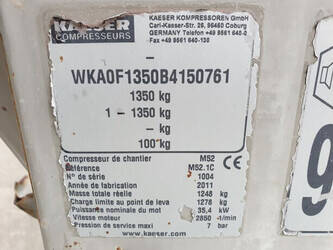 KAESER
COMPRESSEURS
KAESER KOMPRESSOREN GmbH
Carl-Kaeser-Str. 26, 96450 Coburg
GERMANY Telefon +49 9561 640-0
Fax +49 9561 640-130
WKA0F1350B4150761
1350 kg
1 - 1350 kg
- kg
100 kg
Compresseur de chantier M52
Référence M52.1C
N° de série 1004
Année de fabrication 2011
Masse totale réelle 1248 kg
Charge limite au point de leva 1278 kg
Puissance nominale du mot 35,4 kW
Vitesse moteur 2850 -t/min
Pression de service maxi 7 bar
www.kaeser.com
9